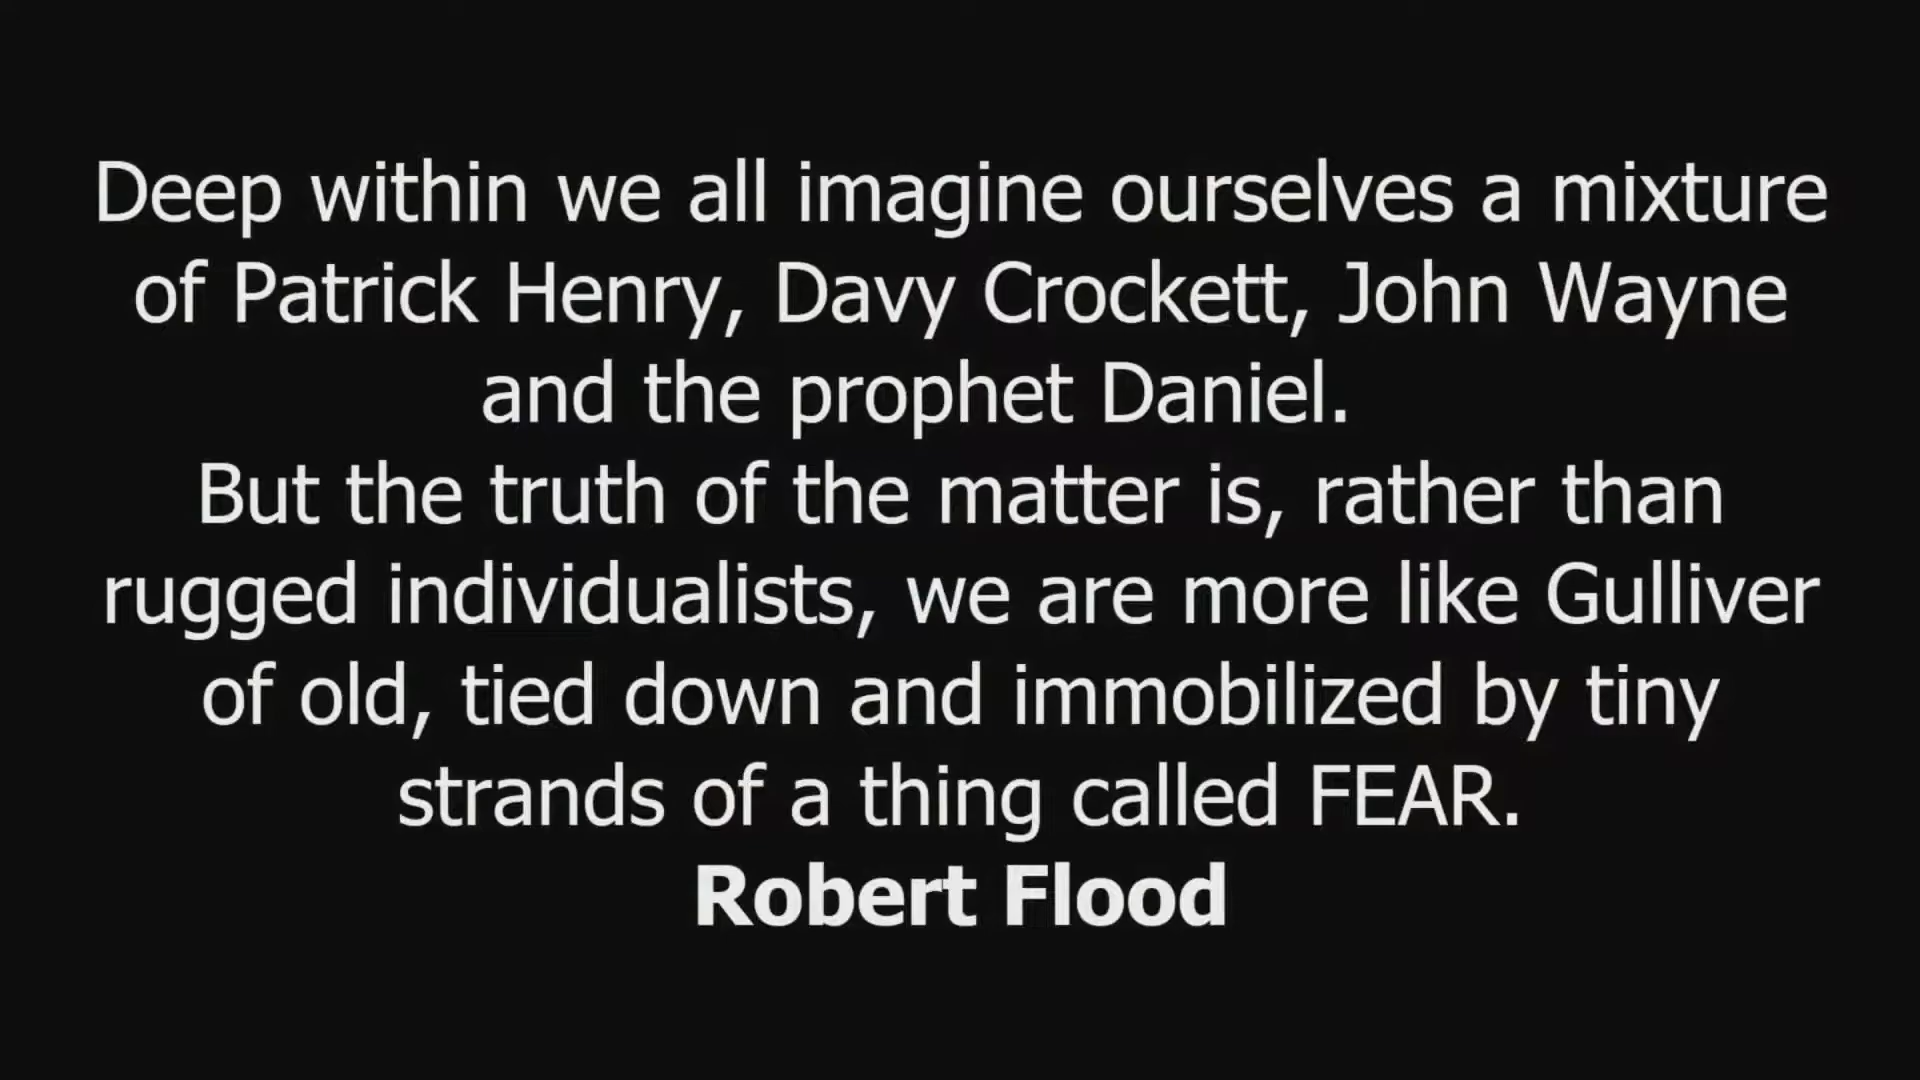 Deep within we all imagine ourselves a mixture
of Patrick Henry, Davy Crockett, John Wayne
and the prophet Daniel.
But the truth of the matter is, rather than
rugged individualists, we are more like Gulliver
of old, tied down and immobilized by tiny
strands of a thing called FEAR.
Robert Flood